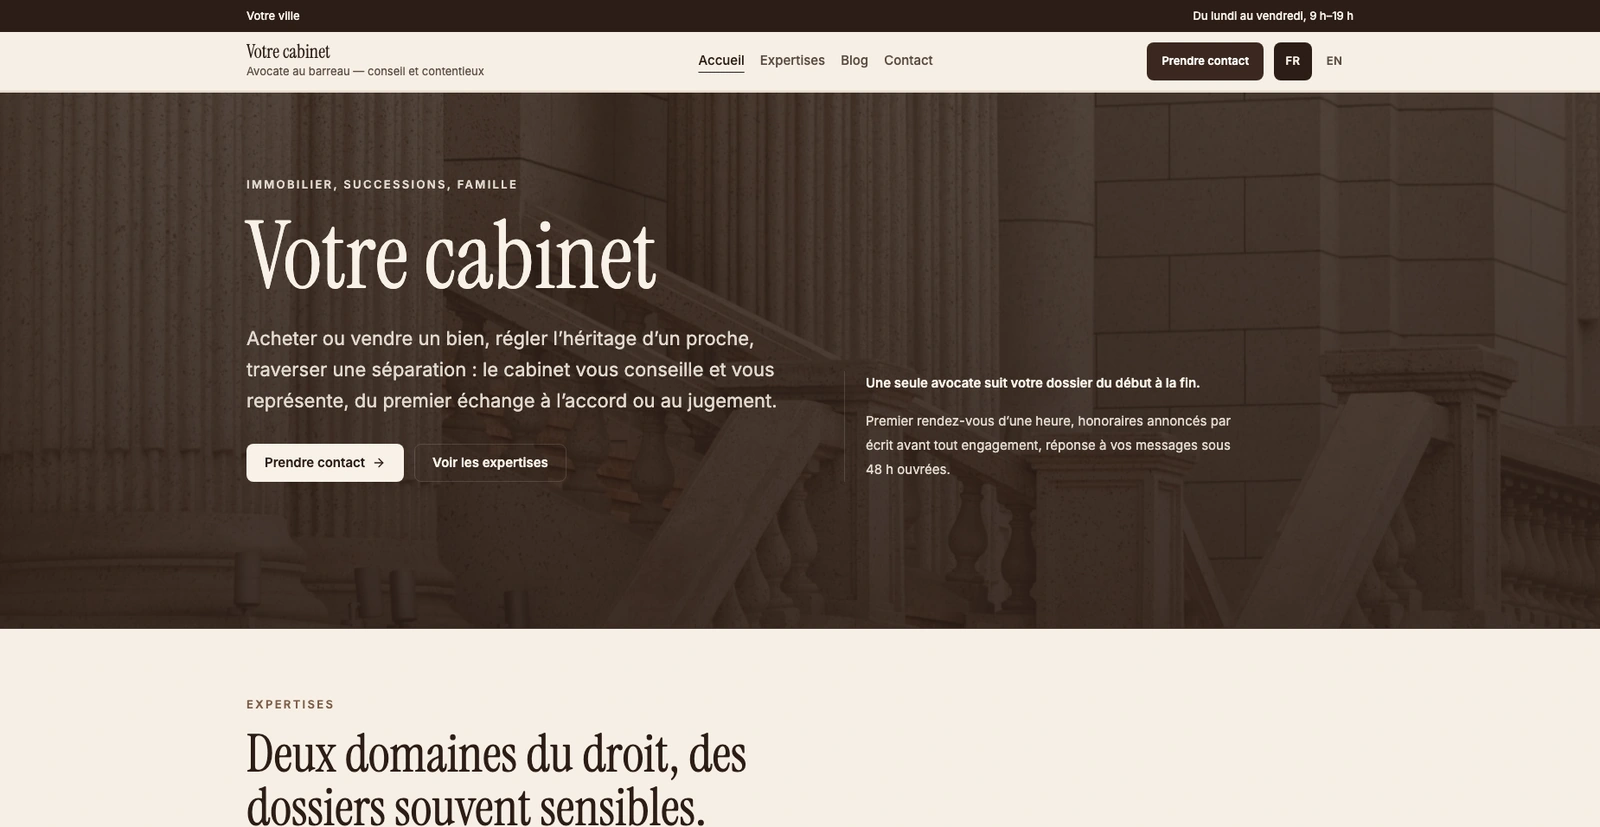 Votre ville
Du lundi au vendredi, 9 h–19 h
Votre cabinet
Avocate au barreau — conseil et contentieux
Accueil
Expertises
Blog
Contact
Prendre contact
FR
EN
IMMOBILIER, SUCCESSIONS, FAMILLE
Votre cabinet
Acheter ou vendre un bien, régler l’héritage d’un proche,
traverser une séparation : le cabinet vous conseille et vous
représente, du premier échange à l’accord ou au jugement.
Prendre contact →
Voir les expertises
Une seule avocate suit votre dossier du début à la fin.
Premier rendez-vous d’une heure, honoraires annoncés par
écrit avant tout engagement, réponse à vos messages sous
48 h ouvrées.
EXPERTISES
Deux domaines du droit, des
dossiers souvent sensibles.